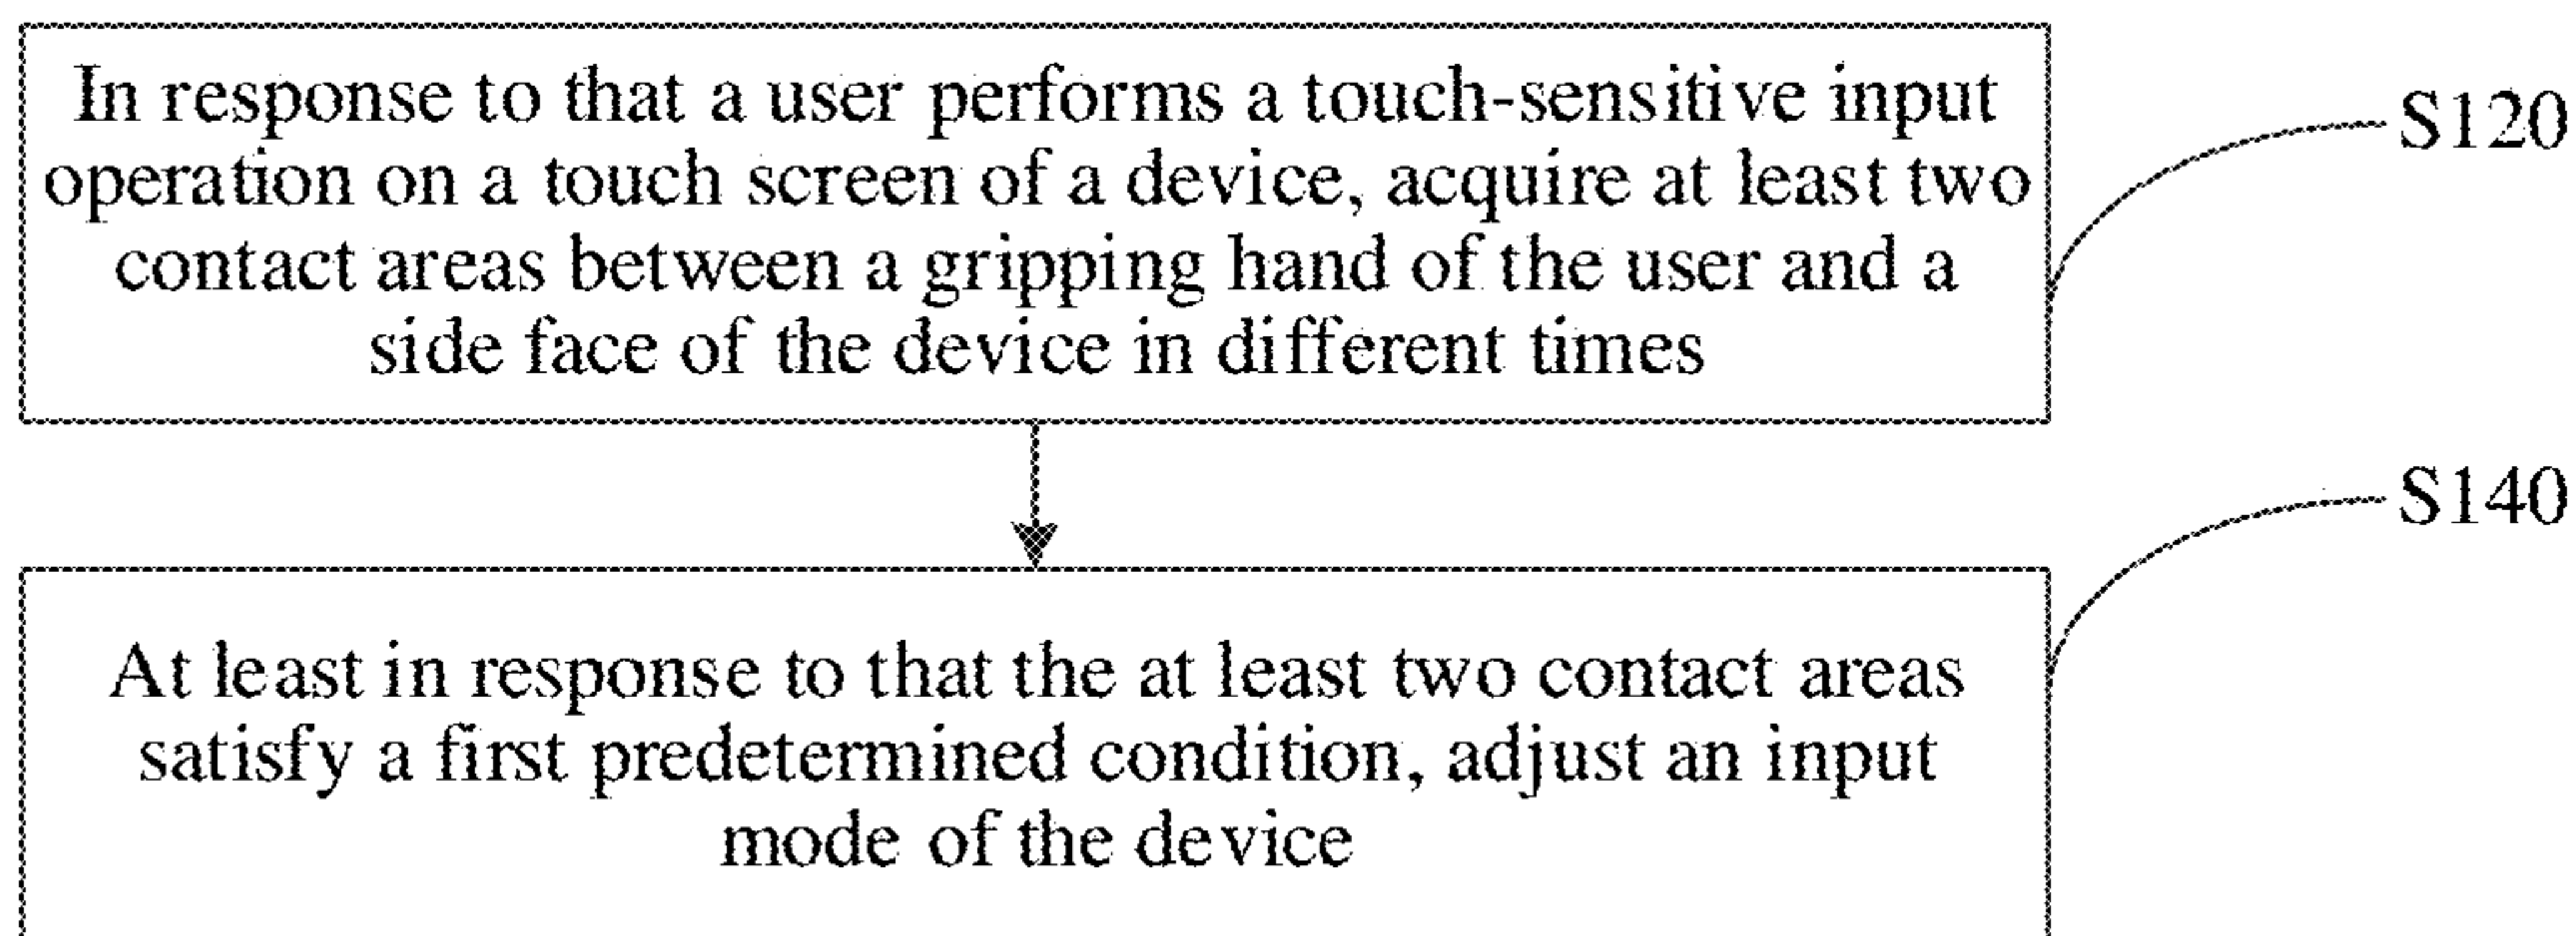 In response to that a user performs a touch-sensitive input
operation on a touch screen of a device, acquire at least two
contact areas between a gripping hand of the user and a
side face of the device in different times
S120
At least in response to that the at least two contact areas
satisfy a first predetermined condition, adjust an input
mode of the device
S140